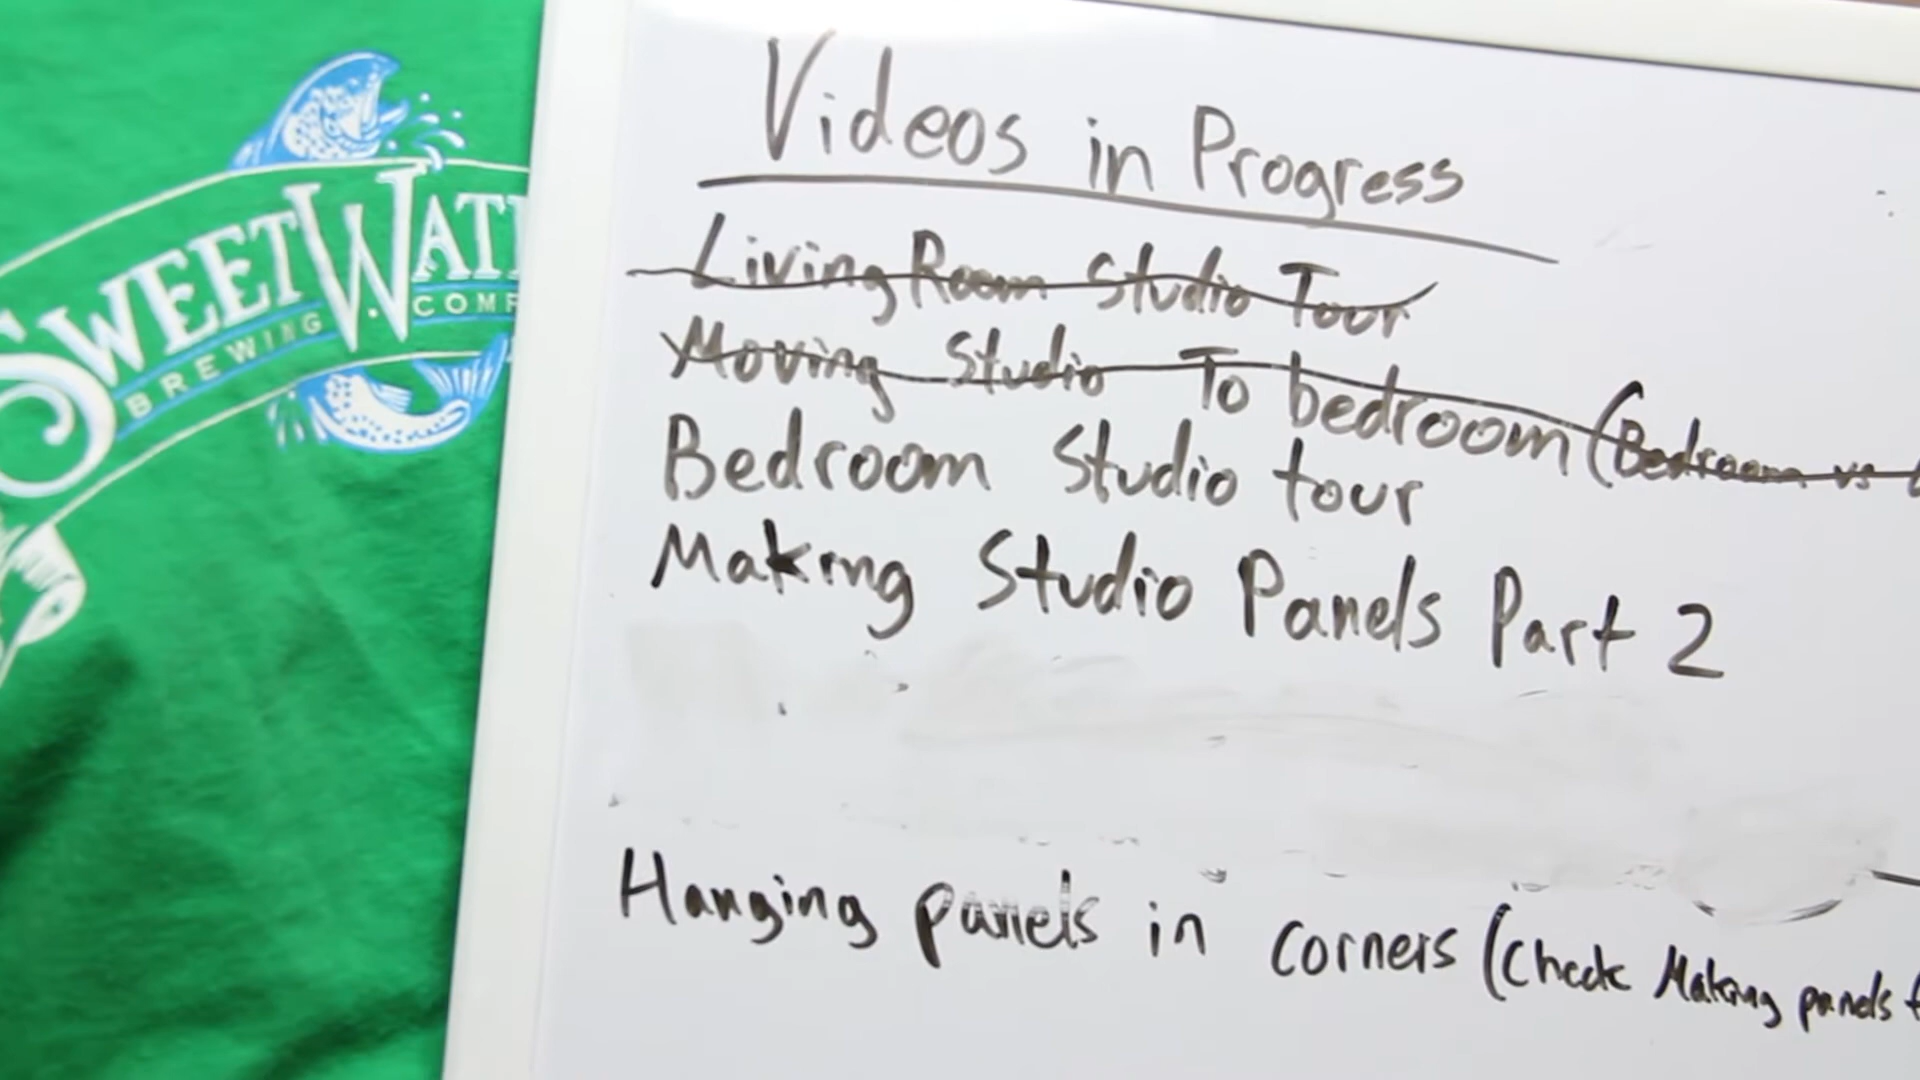 SWEETWAT
BREWING COMP
Videos in Progress
Living Room Studio Tour
Moving Studio To bedroom (Bedroom vs
Bedroom Studio tour
Making Studio Panels Part 2
Hanging panels in corners (Check Making panels